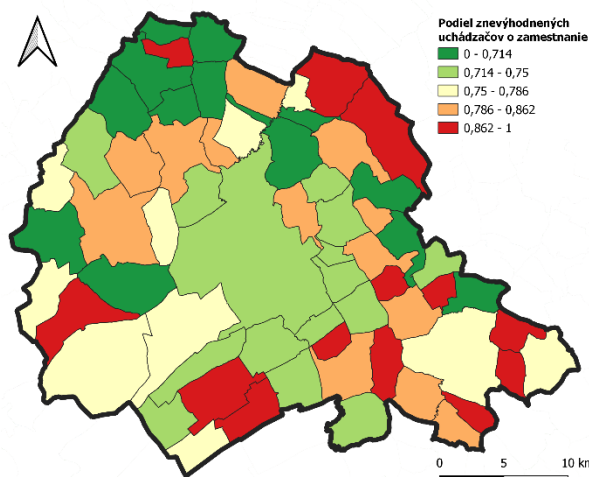 Podiel znevýhodnených
uchádzačov o zamestnanie
0 - 0,714
0,714 - 0,75
0,75 - 0,786
0,786 - 0,862
0,862 - 1
0 5 10 km